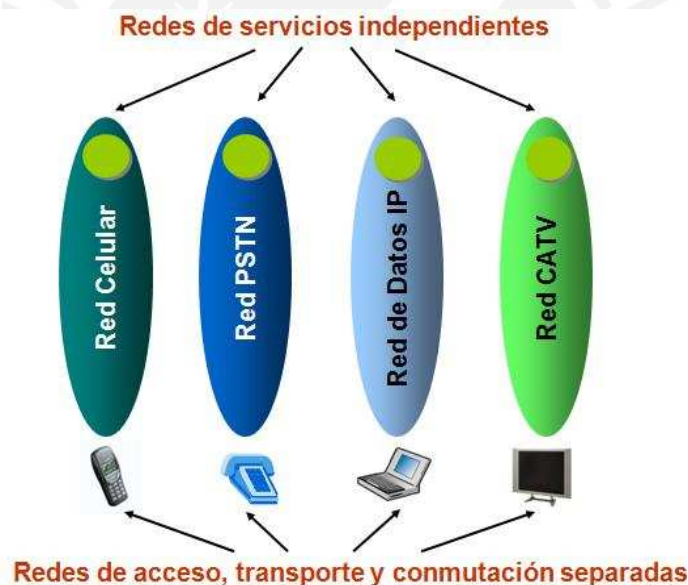 Redes de servicios independientes
Red Celular
Red PSTN
Red de Datos IP
Red CATV
Redes de acceso, transporte y conmutación separadas